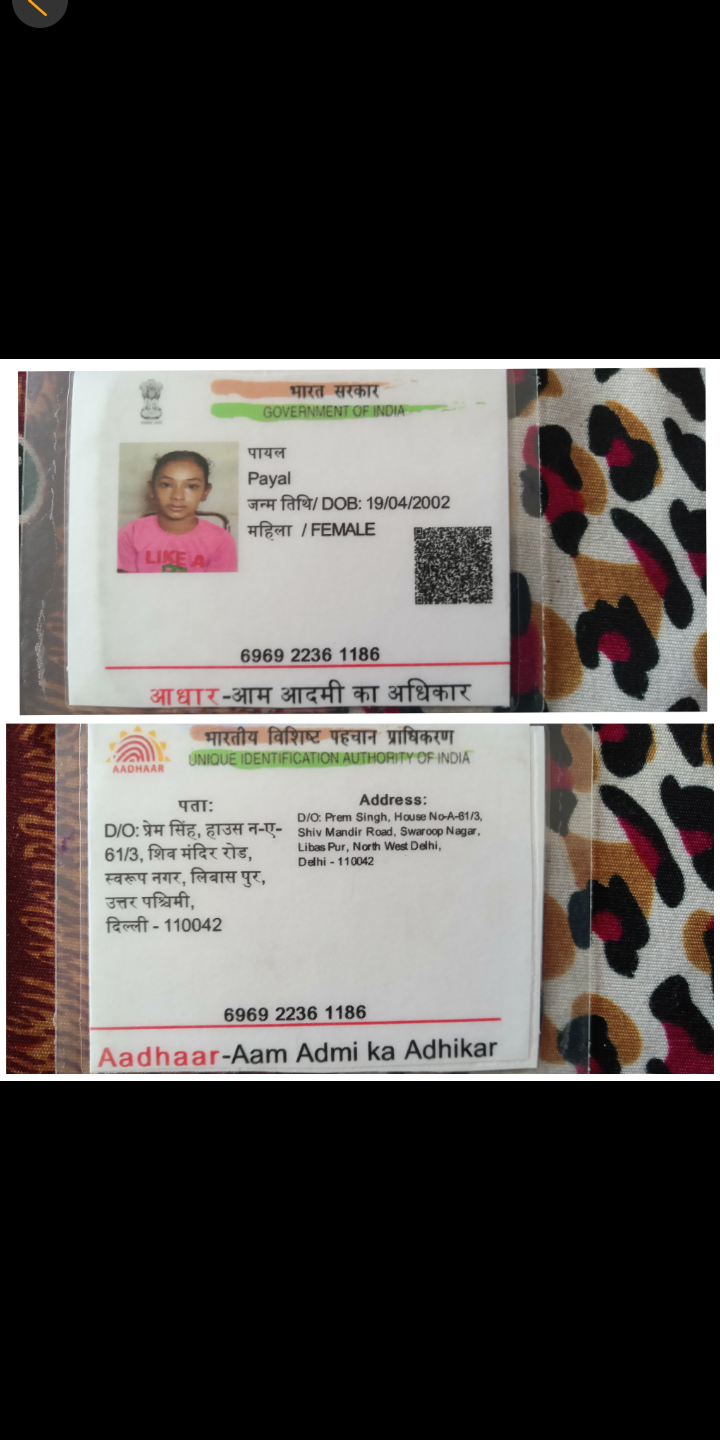 भारत सरकार
GOVERNMENT OF INDIA
पायल
Payal
जन्म तिथि/ DOB: 19/04/2002
महिला / FEMALE
LIKE A
6969 2236 1186
आधार-आम आदमी का अधिकार
भारतीय विशिष्ट पहचान प्राधिकरण
UNIQUE IDENTIFICATION AUTHORITY OF INDIA
AADHAAR
पता:
D/O: प्रेम सिंह, हाउस न-ए-
61/3, शिव मंदिर रोड,
स्वरूप नगर, लिबास पुर,
उत्तर पश्चिमी,
दिल्ली - 110042
Address:
D/O: Prem Singh, House No-A-61/3,
Shiv Mandir Road, Swaroop Nagar,
Libas Pur, North West Delhi,
Delhi - 110042
6969 2236 1186
Aadhaar-Aam Admi ka Adhikar